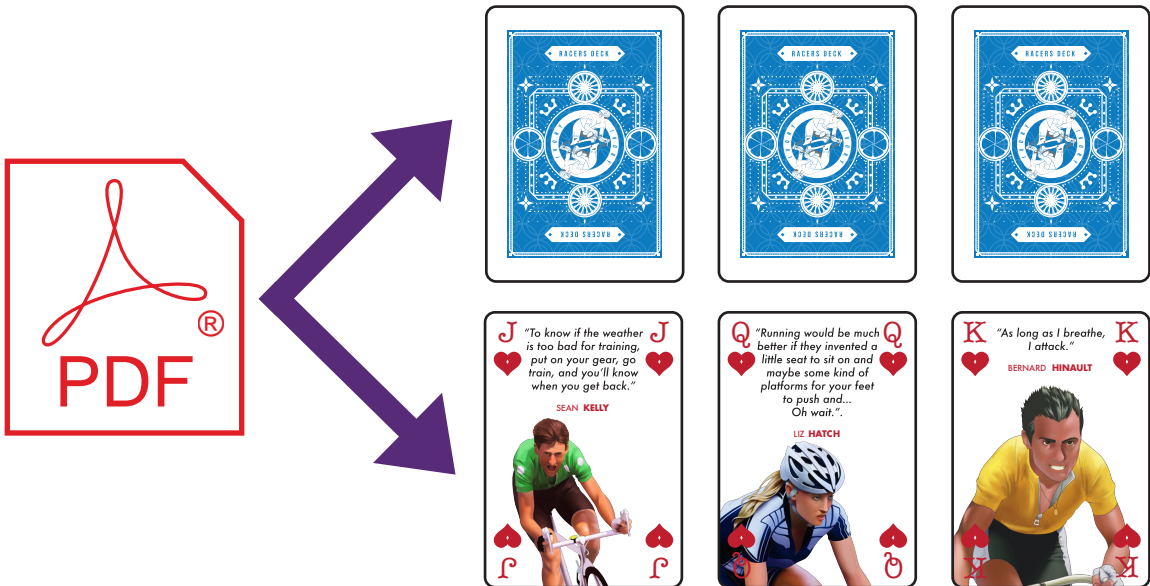 ®
PDF
RACERS DECK
RACERS DECK
RACERS DECK
RACERS DECK
RACERS DECK
RACERS DECK
J
J
“To know if the weather
is too bad for training,
put on your gear, go
train, and you’ll know
when you get back.”
SEAN KELLY
J
J
Q
Q
“Running would be much
better if they invented a
little seat to sit on and
maybe some kind of
platforms for your feet
to push and...
Oh wait.”.
LIZ HATCH
Q
Q
K
K
“As long as I breathe,
I attack.”
BERNARD HINAULT
K
K